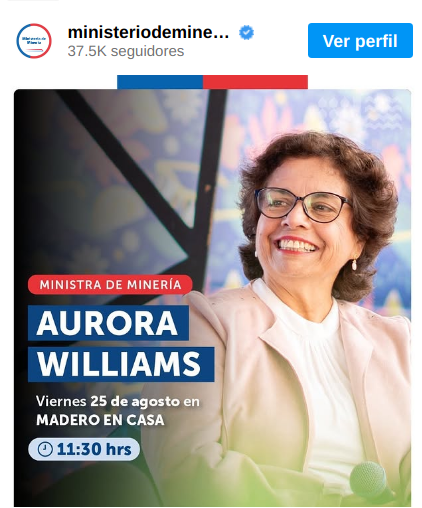 ministeriodemine...
37.5K seguidores
Ver perfil
MINISTRA DE MINERÍA
AURORA
WILLIAMS
Viernes 25 de agosto en
MADERO EN CASA
11:30 hrs